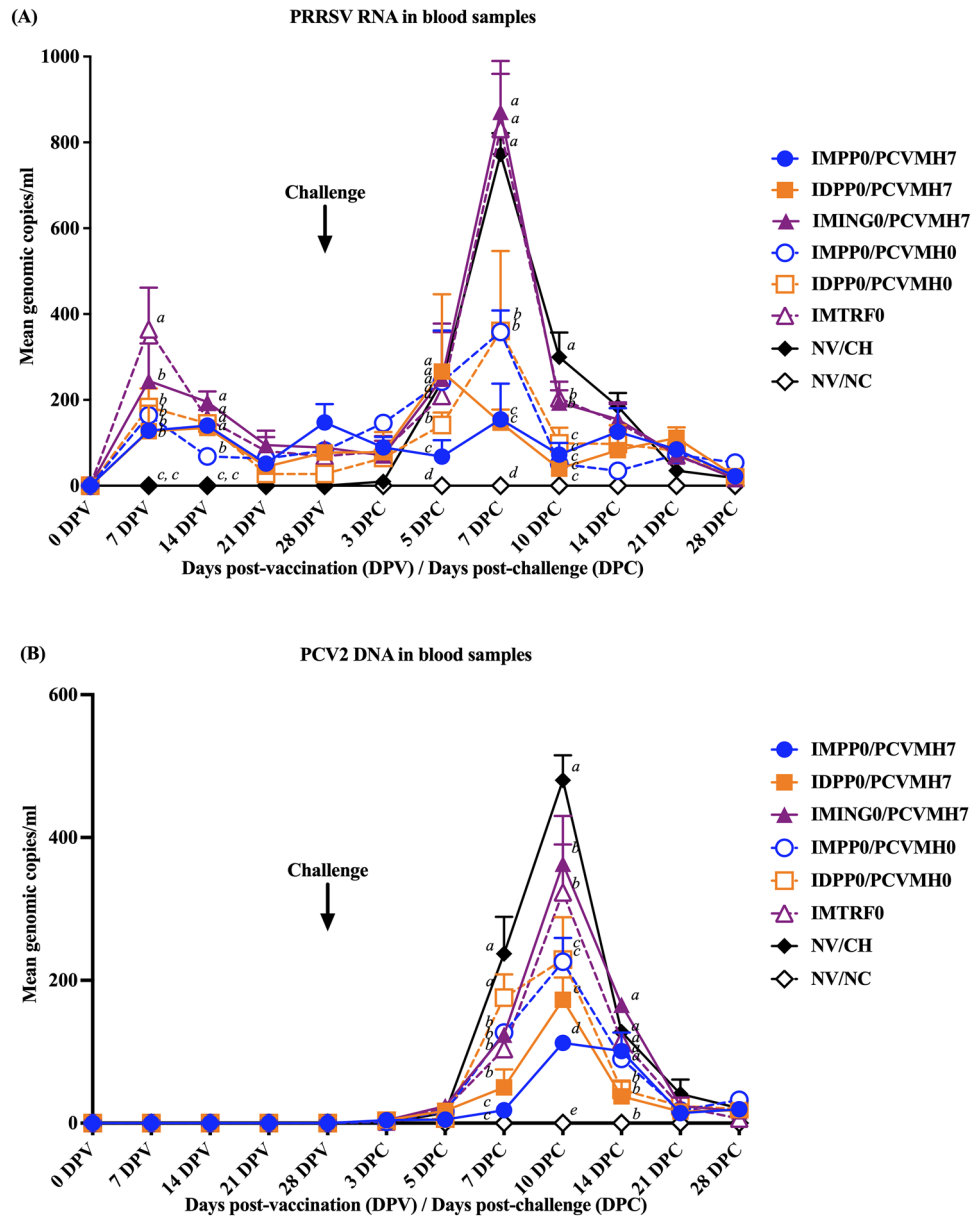 (A)
PRRSV RNA in blood samples
Mean genomic copies/ml
1000
800
600
400
200
0
Challenge
a
b
b
b
b
b
a
a
a
b
c, c
c, c
a
a
a
a
a
b
c
d
a
a
a
b
b
c
c
d
a
b
b
c
c
c
c
0 DPV
7 DPV
14 DPV
21 DPV
28 DPV
3 DPC
5 DPC
7 DPC
10 DPC
14 DPC
21 DPC
28 DPC
Days post-vaccination (DPV) / Days post-challenge (DPC)
IMPP0/PCVMH7
IDPP0/PCVMH7
IMING0/PCVMH7
IMPP0/PCVMH0
IDPP0/PCVMH0
IMTRF0
NV/CH
NV/NC
(B)
PCV2 DNA in blood samples
Mean genomic copies/ml
600
400
200
0
Challenge
a
a
b
b
b
b
c
c
a
b
b
c
c
c
d
e
a
a
a
a
a
b
b
b
0 DPV
7 DPV
14 DPV
21 DPV
28 DPV
3 DPC
5 DPC
7 DPC
10 DPC
14 DPC
21 DPC
28 DPC
Days post-vaccination (DPV) / Days post-challenge (DPC)
IMPP0/PCVMH7
IDPP0/PCVMH7
IMING0/PCVMH7
IMPP0/PCVMH0
IDPP0/PCVMH0
IMTRF0
NV/CH
NV/NC